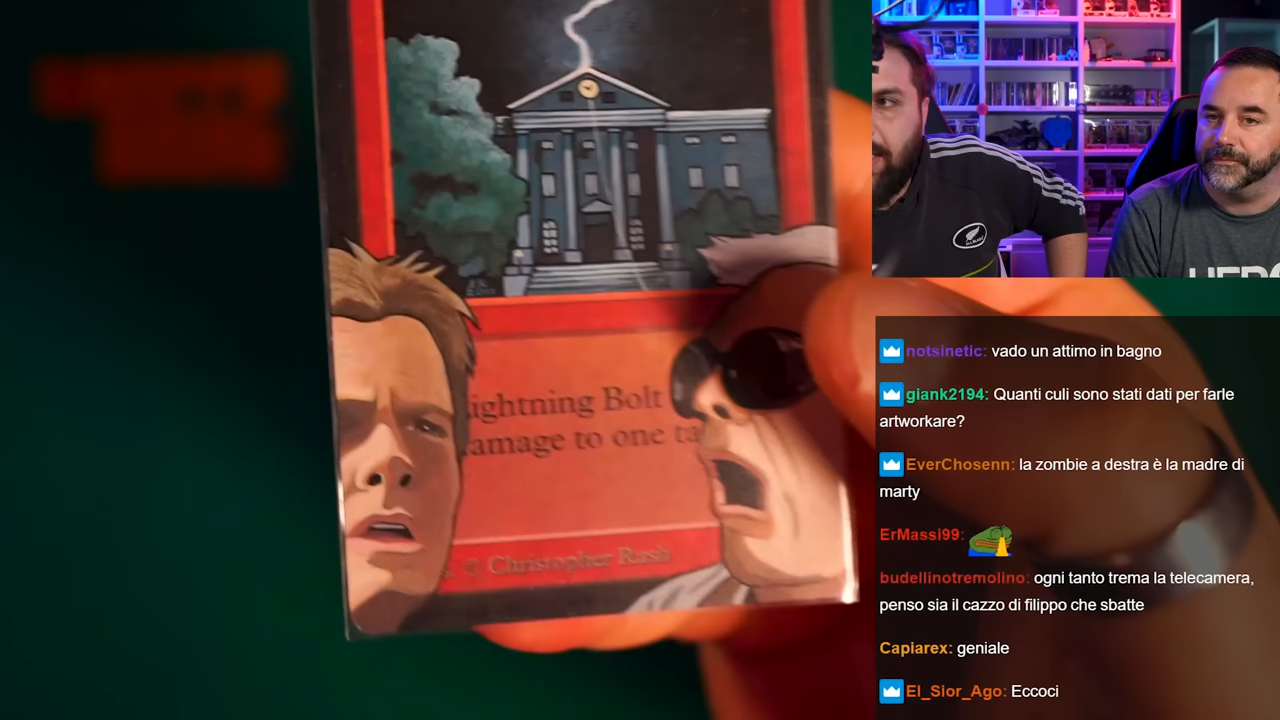 ightning Bolt
amage to one ta
© Christopher Rush
HERO
notsinetic: vado un attimo in bagno
giank2194: Quanti culi sono stati dati per farle
artworkare?
EverChosenn: la zombie a destra è la madre di
marty
ErMassi99:
budellinotremolino: ogni tanto trema la telecamera,
penso sia il cazzo di filippo che sbatte
Capiarex: geniale
El_Sior_Ago: Eccoci